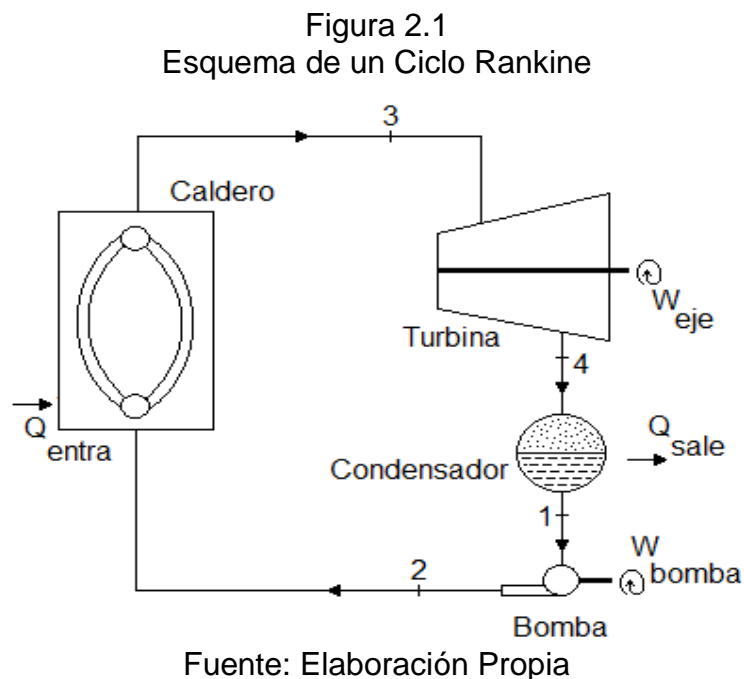 Figura 2.1
Esquema de un Ciclo Rankine
3
Caldero
W
eje
Turbina
4
Q
entra
Q
sale
Condensador
1
W
bomba
2
Bomba
Fuente: Elaboración Propia